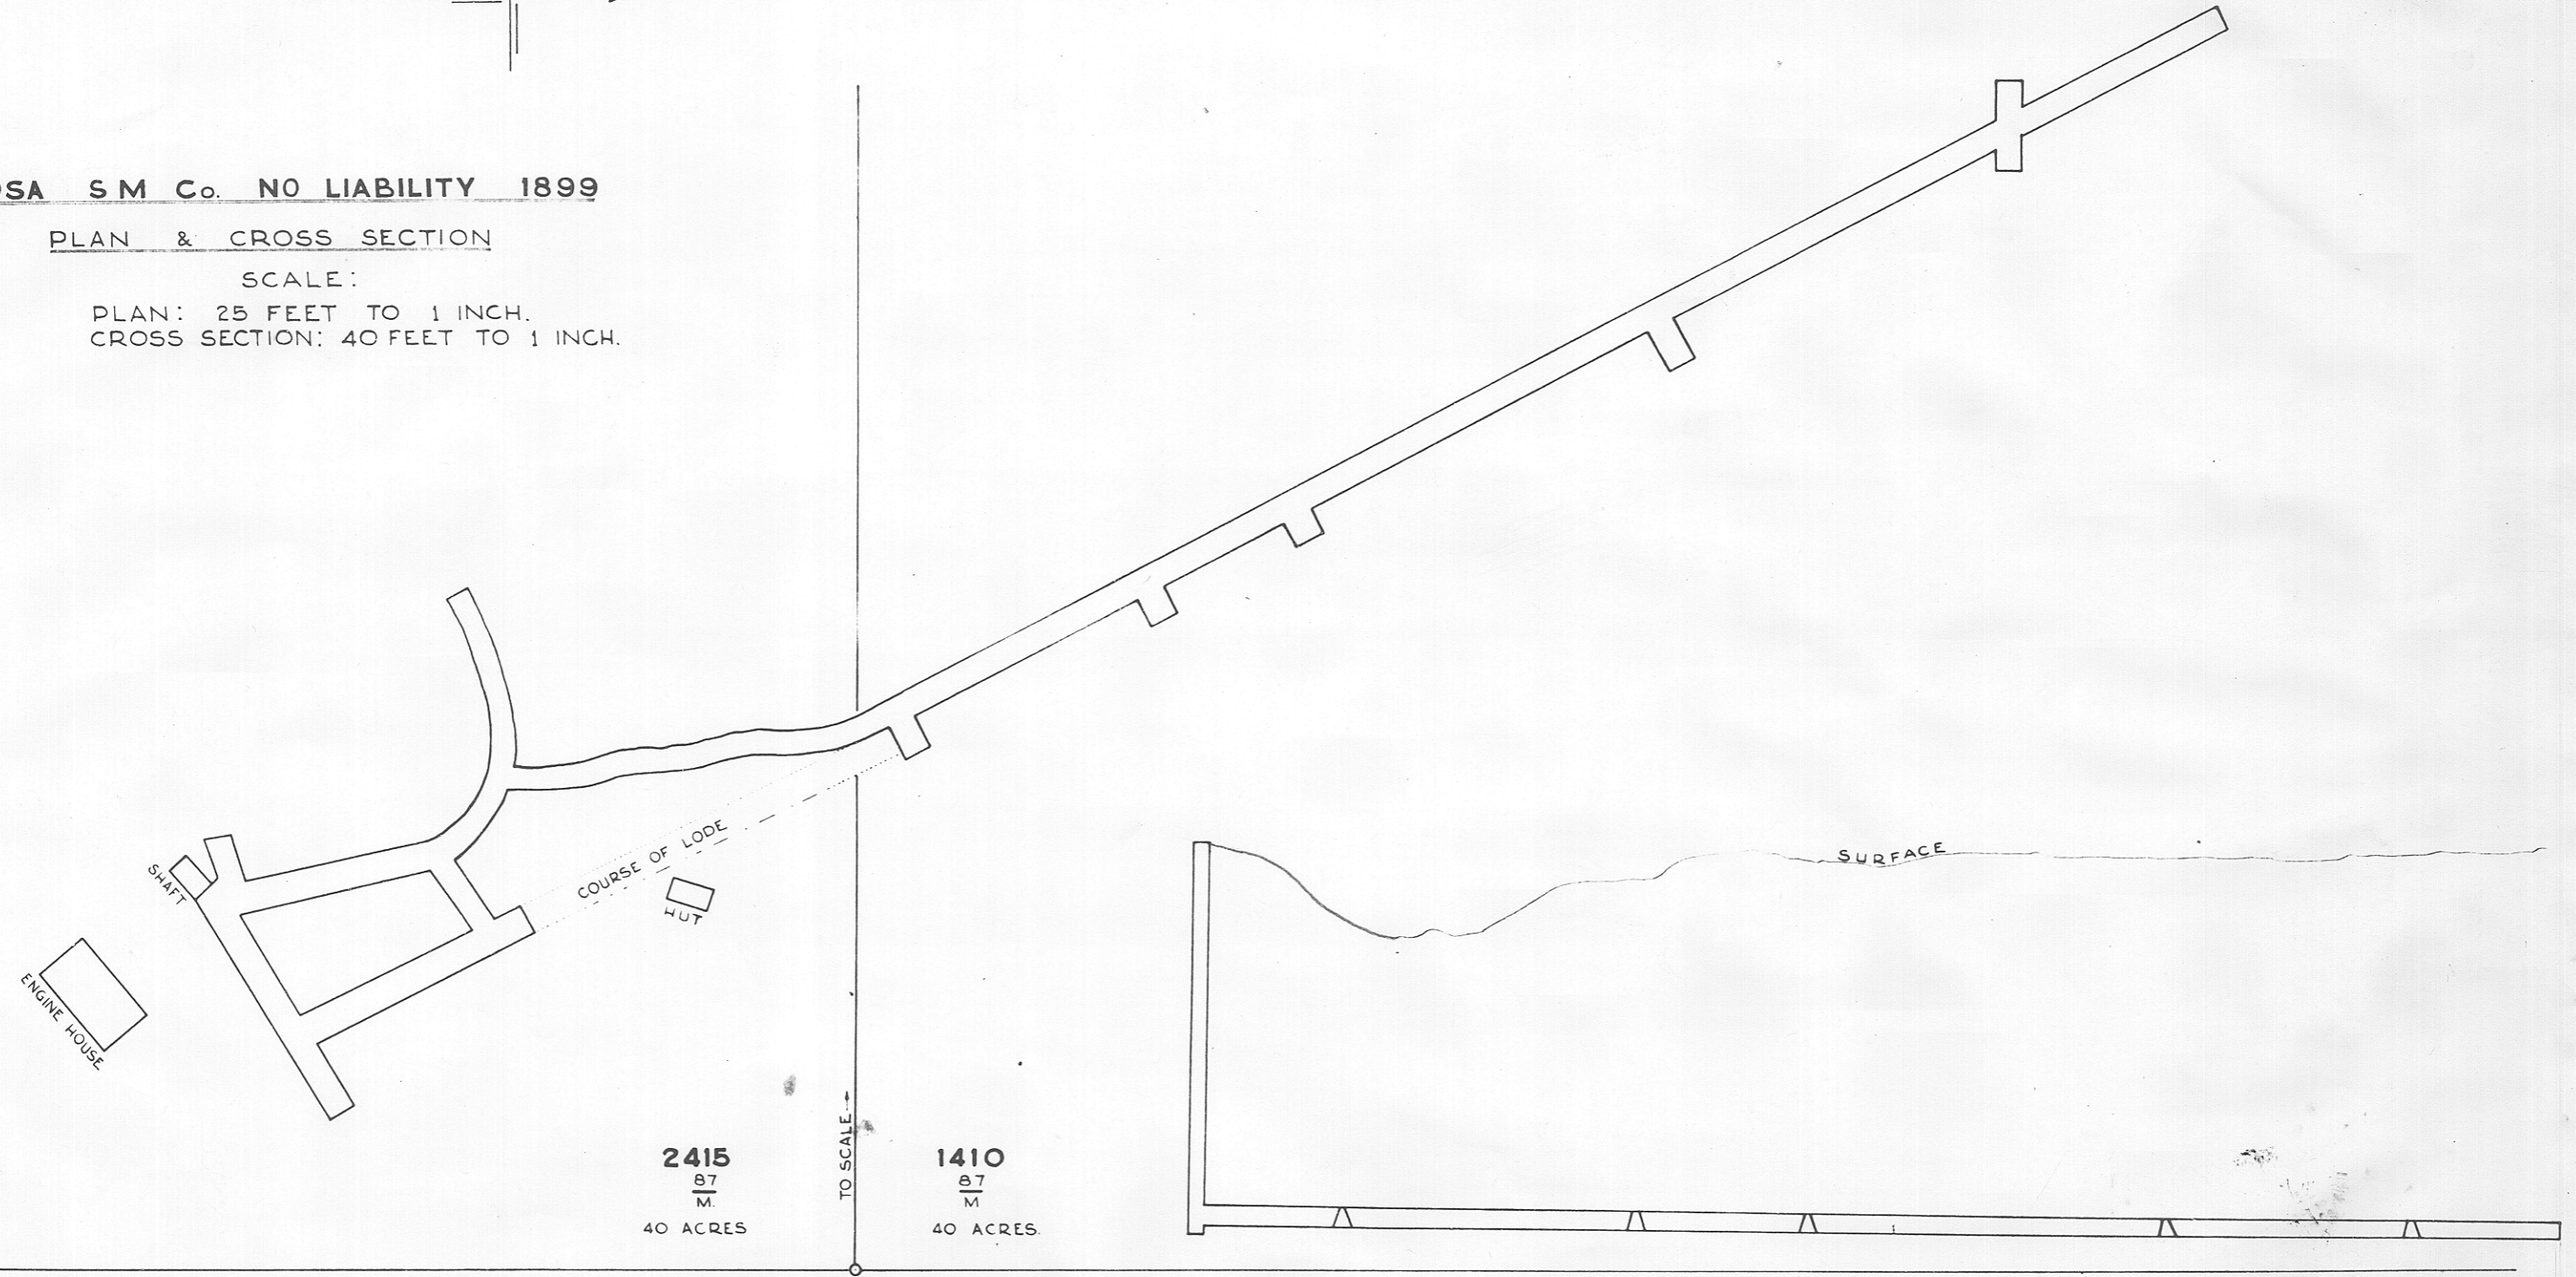 SM Co. NO LIABILITY 1899
PLAN & CROSS SECTION
SCALE:
PLAN: 25 FEET TO 1 INCH.
CROSS SECTION: 40 FEET TO 1 INCH.
SHAFT
ENGINE HOUSE
COURSE OF LODE
HUT
SURFACE
TO SCALE
2415
87
M.
40 ACRES
1410
87
M
40 ACRES.